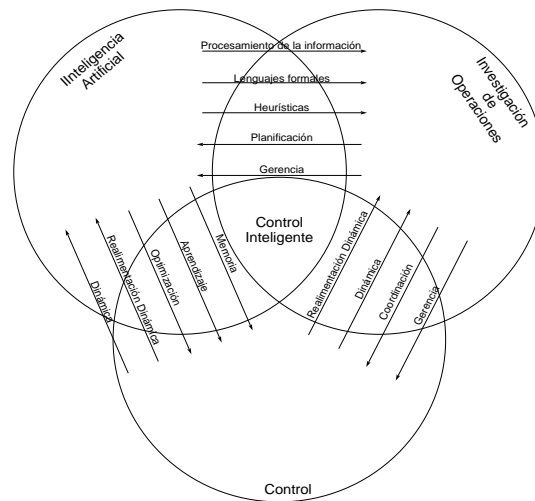 IInteligencia
Artificial
Procesamiento de la información
Lenguajes formales
Heurísticas
Planificación
Gerencia
Investigación
de
Operaciones
Control
Inteligente
Dinámica
Realimentación Dinámica
Optimización
Aprendizaje
Memoria
Realimentación Dinámica
Dinámica
Coordinación
Gerencia
Control